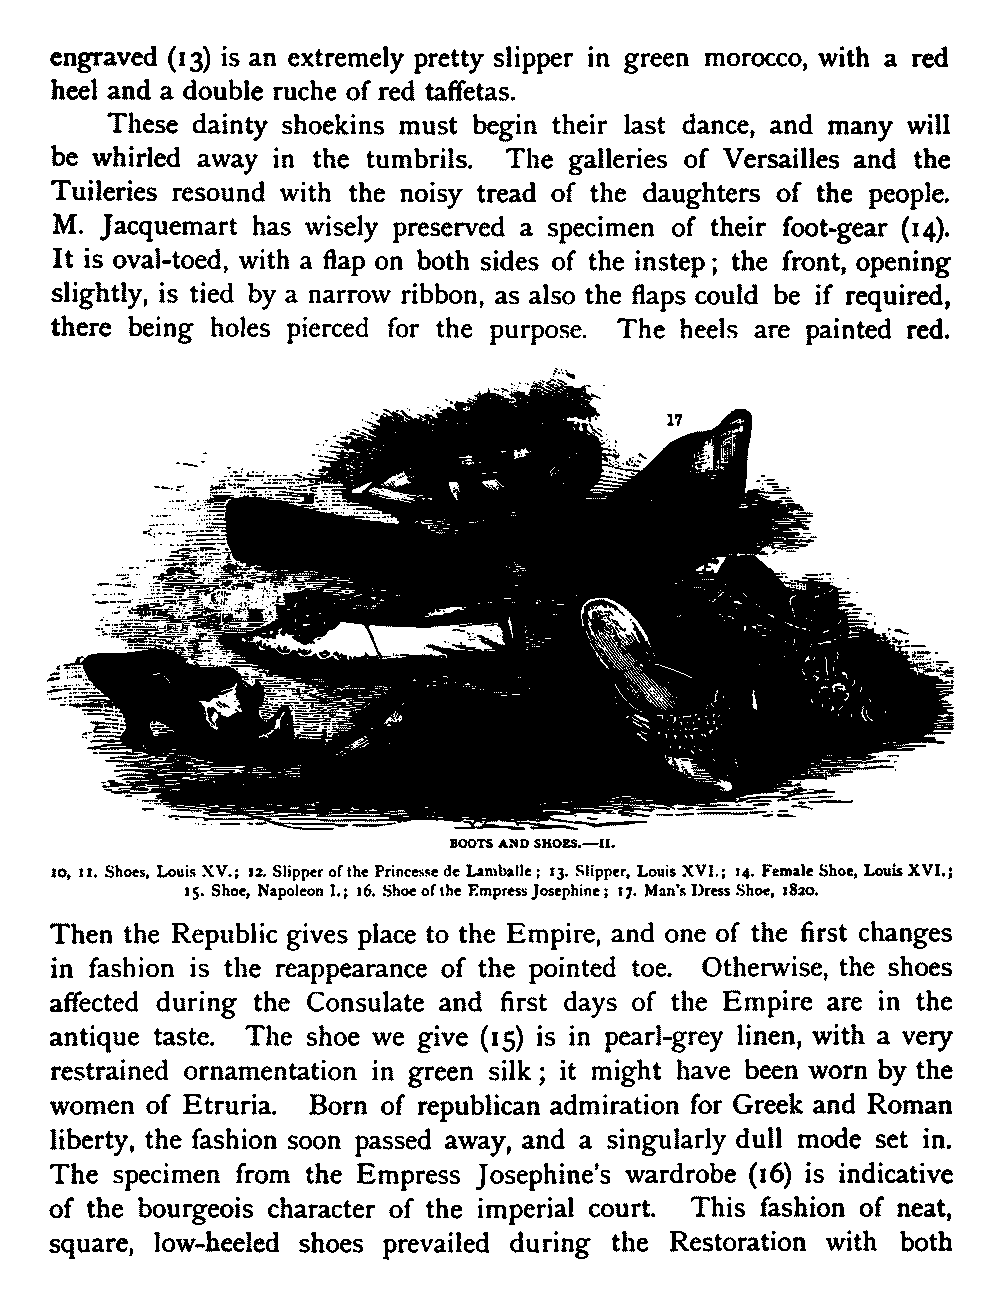 engraved (13) is an extremely pretty slipper in green morocco, with a red
heel and a double ruche of red taffetas.
These dainty shoekins must begin their last dance, and many will
be whirled away in the tumbrils. The galleries of Versailles and the
Tuileries resound with the noisy tread of the daughters of the people.
M. Jacquemart has wisely preserved a specimen of their foot-gear (14).
It is oval-toed, with a flap on both sides of the instep; the front, opening
slightly, is tied by a narrow ribbon, as also the flaps could be if required,
there being holes pierced for the purpose. The heels are painted red.
17
BOOTS AND SHOES.—II.
10, 11. Shoes, Louis XV.; 12. Slipper of the Princesse de Lamballe; 13. Slipper, Louis XVI.; 14. Female Shoe, Louis XVI.;
15. Shoe, Napoleon I.; 16. Shoe of the Empress Josephine; 17. Man's Dress Shoe, 1820.
Then the Republic gives place to the Empire, and one of the first changes
in fashion is the reappearance of the pointed toe. Otherwise, the shoes
affected during the Consulate and first days of the Empire are in the
antique taste. The shoe we give (15) is in pearl-grey linen, with a very
restrained ornamentation in green silk; it might have been worn by the
women of Etruria. Born of republican admiration for Greek and Roman
liberty, the fashion soon passed away, and a singularly dull mode set in.
The specimen from the Empress Josephine's wardrobe (16) is indicative
of the bourgeois character of the imperial court. This fashion of neat,
square, low-heeled shoes prevailed during the Restoration with both